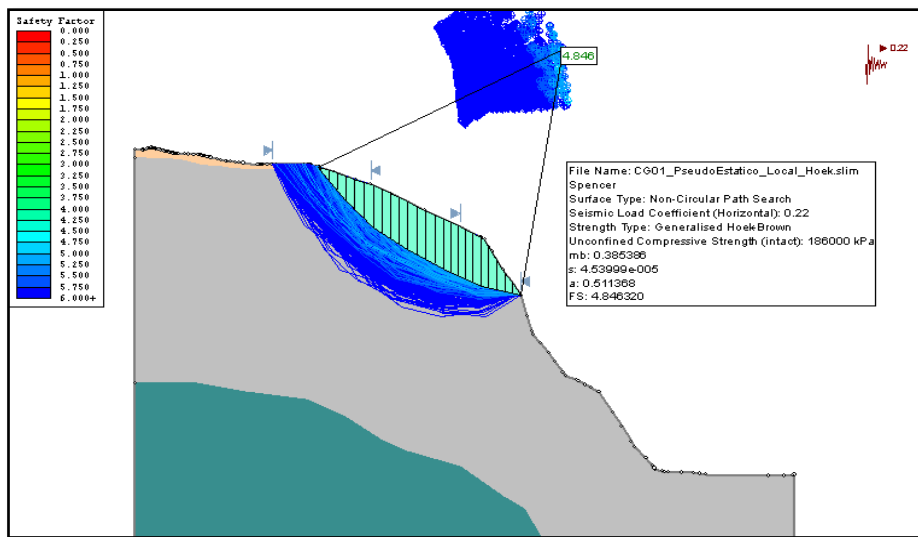 Safety Factor
0.000
0.250
0.500
0.750
1.000
1.250
1.500
1.750
2.000
2.250
2.500
2.750
3.000
3.250
3.500
3.750
4.000
4.250
4.500
4.750
5.000
5.250
5.500
5.750
6.000+
4.846
0.22
File Name: CG01_PseudoEstatico_Local_Hoek.slim
Spencer
Surface Type: Non-Circular Path Search
Seismic Load Coefficient (Horizontal): 0.22
Strength Type: Generalised Hoek-Brown
Unconfined Compressive Strength (intact): 186000 kPa
mb: 0.385386
s: 4.53999e-005
a: 0.511368
FS: 4.846320